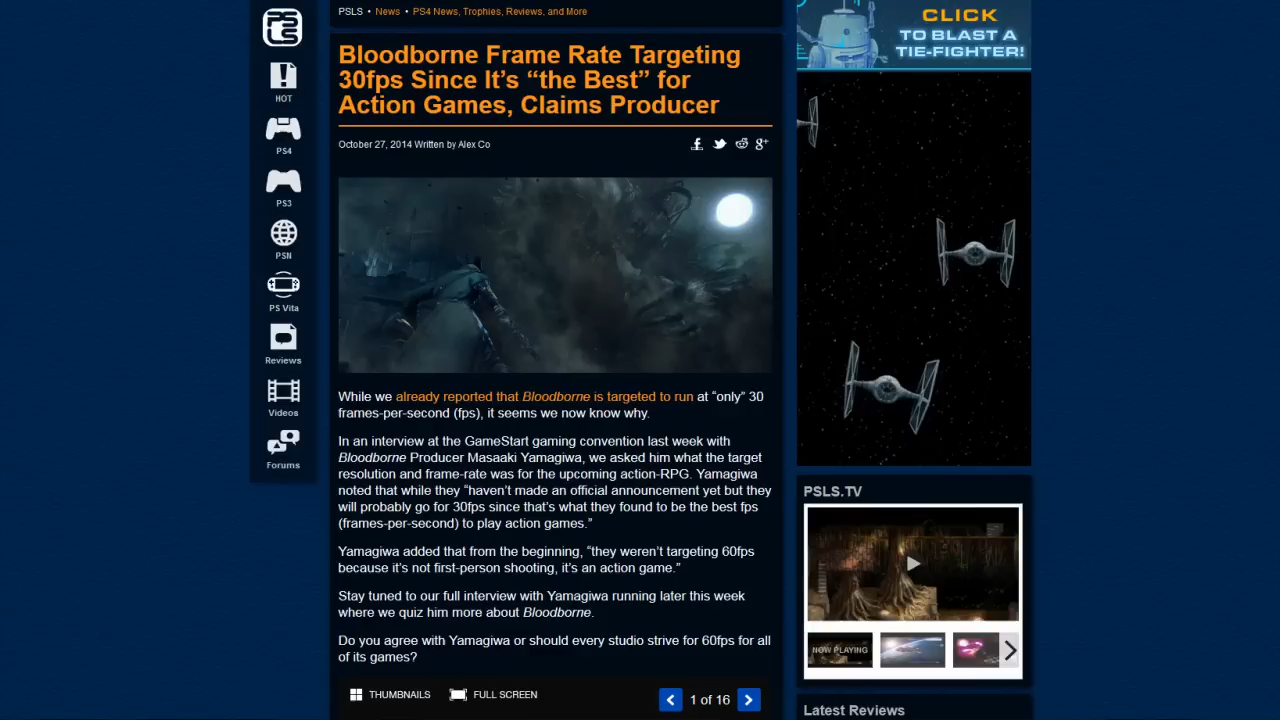 PSLS • News • PS4 News, Trophies, Reviews, and More
Bloodborne Frame Rate Targeting
30fps Since It's “the Best” for
Action Games, Claims Producer
October 27, 2014 Written by Alex Co
PSLS
HOT
PS4
PS3
PSN
PS Vita
Reviews
Videos
Forums
While we already reported that Bloodborne is targeted to run at “only” 30
frames-per-second (fps), it seems we now know why.
In an interview at the GameStart gaming convention last week with
Bloodborne Producer Masaaki Yamagiwa, we asked him what the target
resolution and frame-rate was for the upcoming action-RPG. Yamagiwa
noted that while they “haven't made an official announcement yet but they
will probably go for 30fps since that's what they found to be the best fps
(frames-per-second) to play action games.”
Yamagiwa added that from the beginning, “they weren't targeting 60fps
because it's not first-person shooting, it's an action game.”
Stay tuned to our full interview with Yamagiwa running later this week
where we quiz him more about Bloodborne.
Do you agree with Yamagiwa or should every studio strive for 60fps for all
of its games?
THUMBNAILS FULL SCREEN 1 of 16
CLICK
TO BLAST A
TIE-FIGHTER!
PSLS.TV
NOW PLAYING
Latest Reviews